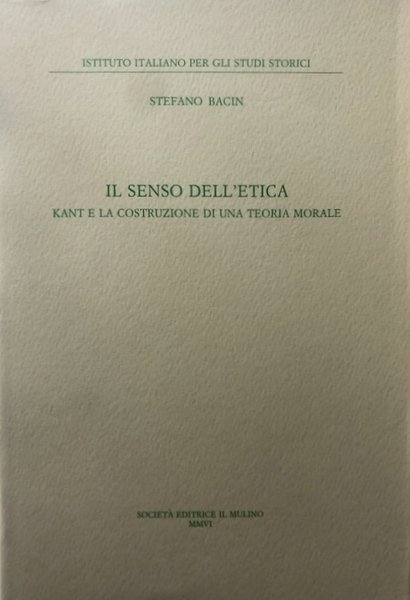 ISTITUTO ITALIANO PER GLI STUDI STORICI
STEFANO BACIN
IL SENSO DELL'ETICA
KANT E LA COSTRUZIONE DI UNA TEORIA MORALE
SOCIETÀ EDITRICE IL MULINO
MMVI